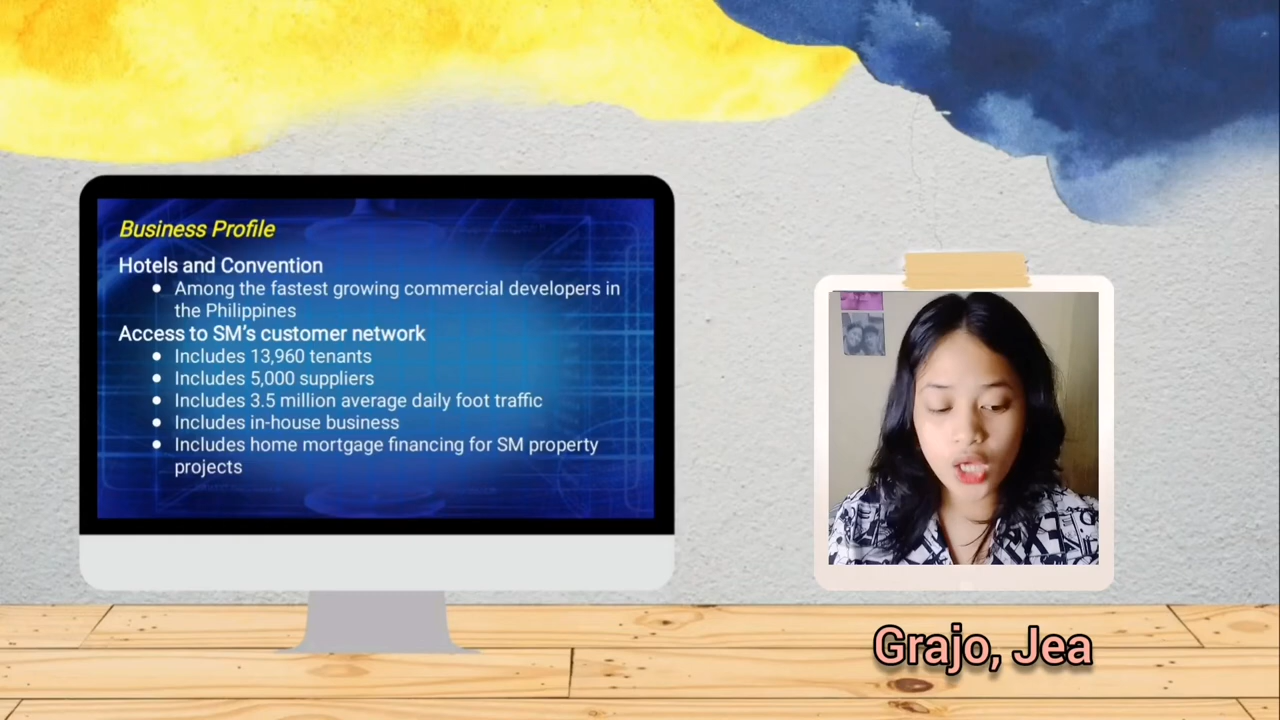 Business Profile
Hotels and Convention
● Among the fastest growing commercial developers in
the Philippines
Access to SM's customer network
● Includes 13,960 tenants
● Includes 5,000 suppliers
● Includes 3.5 million average daily foot traffic
● Includes in-house business
● Includes home mortgage financing for SM property
projects
Grajo, Jea